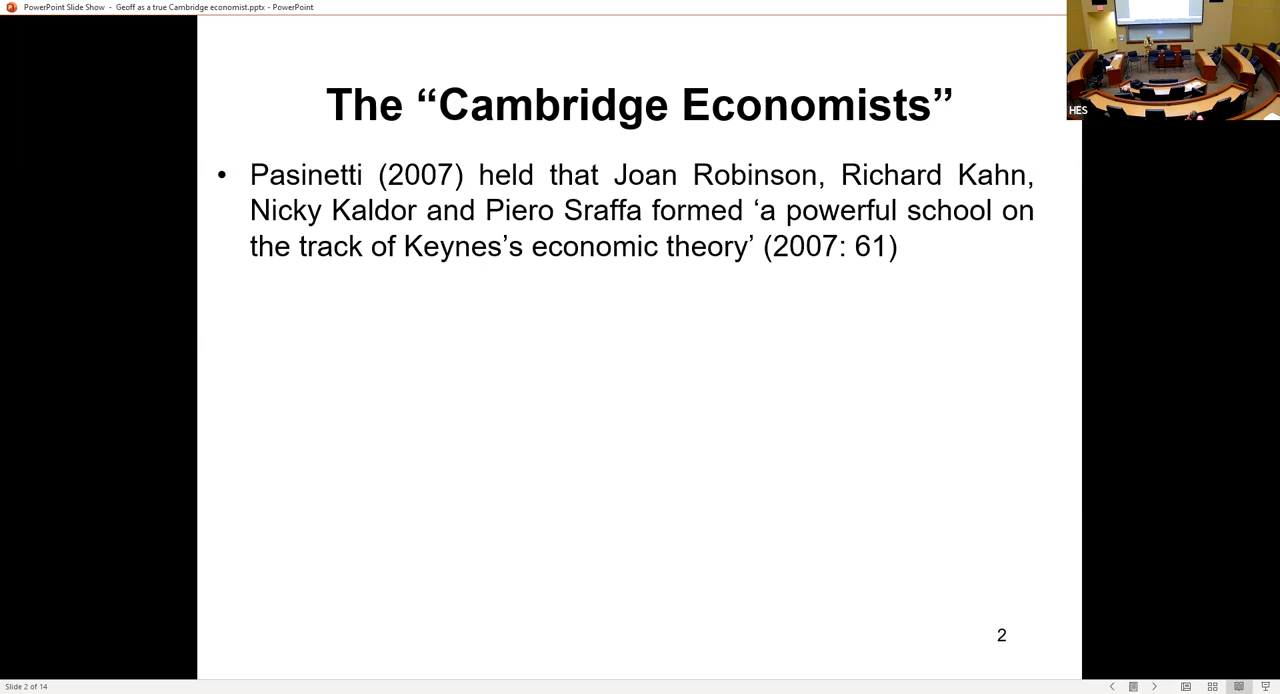 PowerPoint Slide Show - Geoff as a true Cambridge economist.pptx - PowerPoint
HES
The “Cambridge Economists”
• Pasinetti (2007) held that Joan Robinson, Richard Kahn,
Nicky Kaldor and Piero Sraffa formed ‘a powerful school on
the track of Keynes’s economic theory’ (2007: 61)
2
Slide 2 of 14